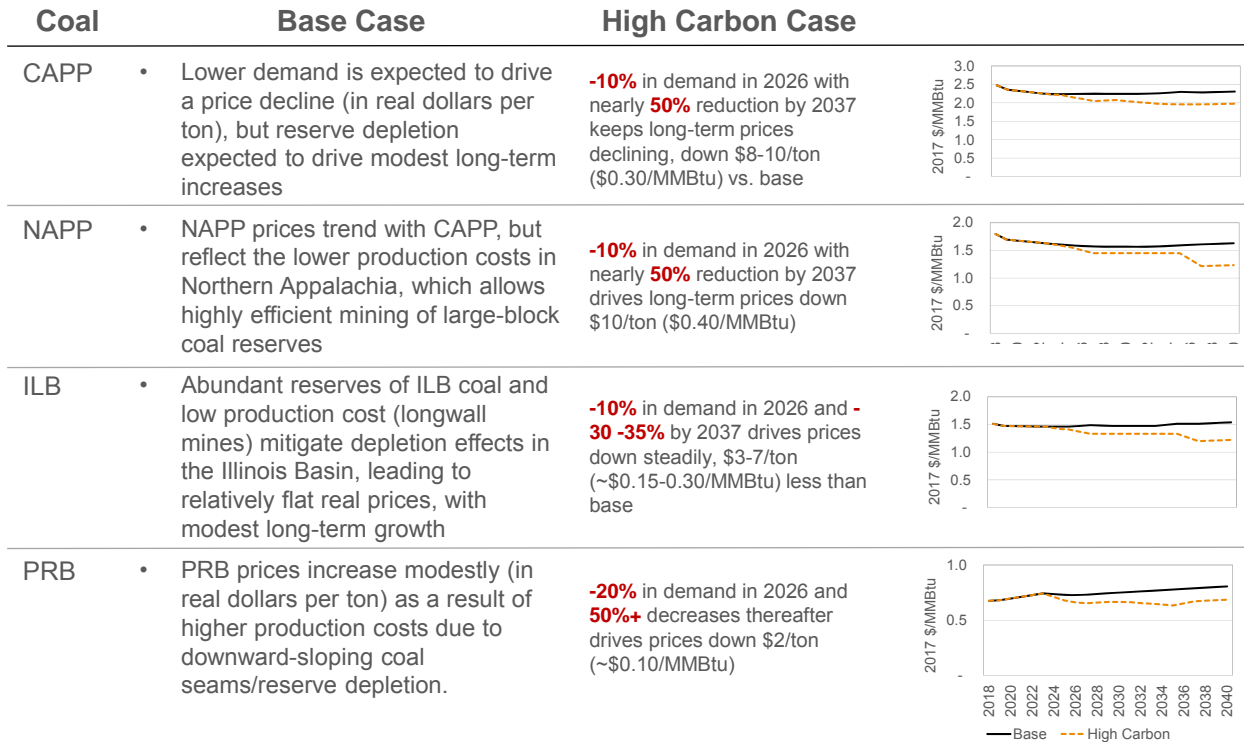 Coal
Base Case
High Carbon Case
CAPP
• Lower demand is expected to drive
a price decline (in real dollars per
ton), but reserve depletion
expected to drive modest long-term
increases
-10% in demand in 2026 with
nearly 50% reduction by 2037
keeps long-term prices
declining, down $8-10/ton
($0.30/MMBtu) vs. base
2017 $/MMBtu
3.0
2.5
2.0
1.5
1.0
0.5
-
NAPP
• NAPP prices trend with CAPP, but
reflect the lower production costs in
Northern Appalachia, which allows
highly efficient mining of large-block
coal reserves
-10% in demand in 2026 with
nearly 50% reduction by 2037
drives long-term prices down
$10/ton ($0.40/MMBtu)
2017 $/MMBtu
2.0
1.5
1.0
0.5
-
ILB
• Abundant reserves of ILB coal and
low production cost (longwall
mines) mitigate depletion effects in
the Illinois Basin, leading to
relatively flat real prices, with
modest long-term growth
-10% in demand in 2026 and -
30 -35% by 2037 drives prices
down steadily, $3-7/ton
(~$0.15-0.30/MMBtu) less than
base
2017 $/MMBtu
2.0
1.5
1.0
0.5
-
PRB
• PRB prices increase modestly (in
real dollars per ton) as a result of
higher production costs due to
downward-sloping coal
seams/reserve depletion.
-20% in demand in 2026 and
50%+ decreases thereafter
drives prices down $2/ton
(~$0.10/MMBtu)
2017 $/MMBtu
1.0
0.5
-
2018
2020
2022
2024
2026
2028
2030
2032
2034
2036
2038
2040
Base
High Carbon